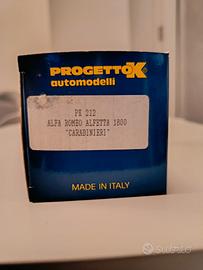 PROGETTO K
automodelli
PK 212
ALFA ROMEO ALFETTA 1800
"CARABINIERI"
MADE IN ITALY
subito